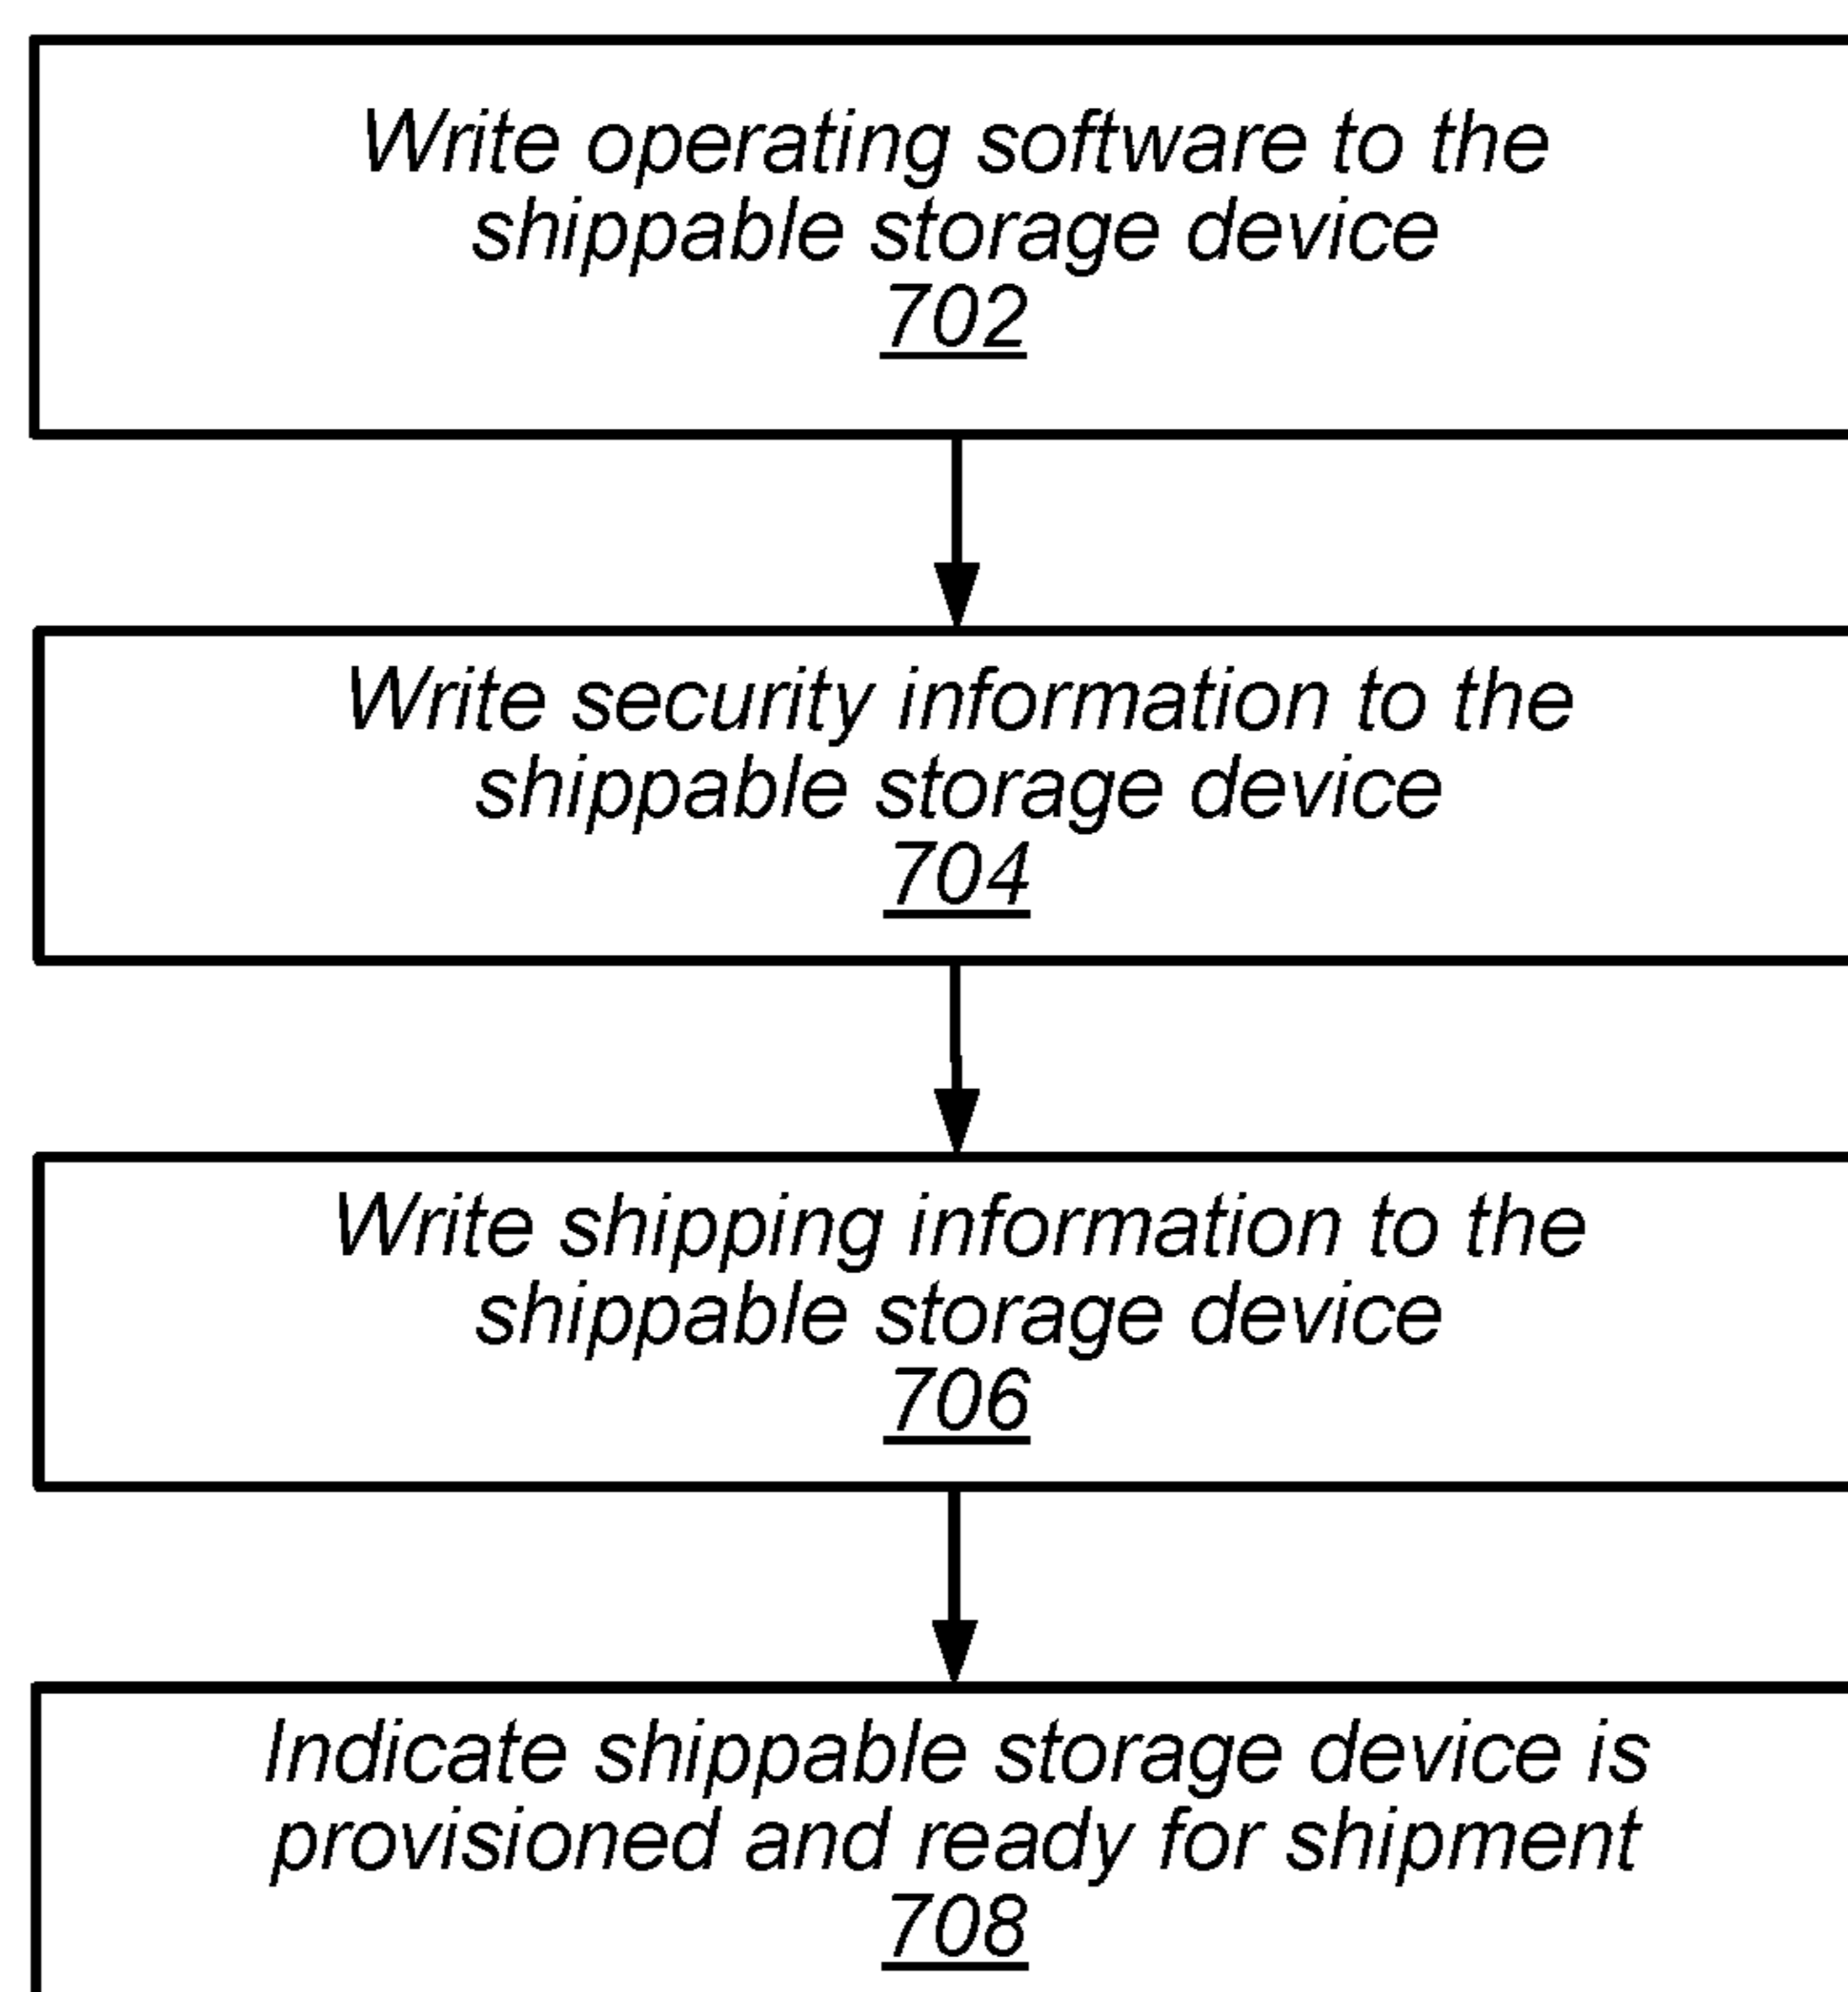 Write operating software to the
shippable storage device
702
Write security information to the
shippable storage device
704
Write shipping information to the
shippable storage device
706
Indicate shippable storage device is
provisioned and ready for shipment
708